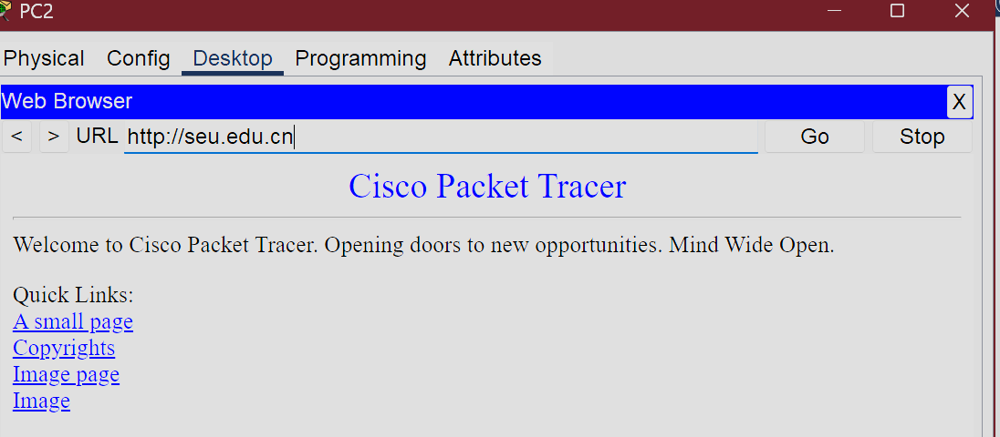 PC2
Physical Config Desktop Programming Attributes
Web Browser X
< > URL http://seu.edu.cn Go Stop
Cisco Packet Tracer
Welcome to Cisco Packet Tracer. Opening doors to new opportunities. Mind Wide Open.
Quick Links:
A small page
Copyrights
Image page
Image